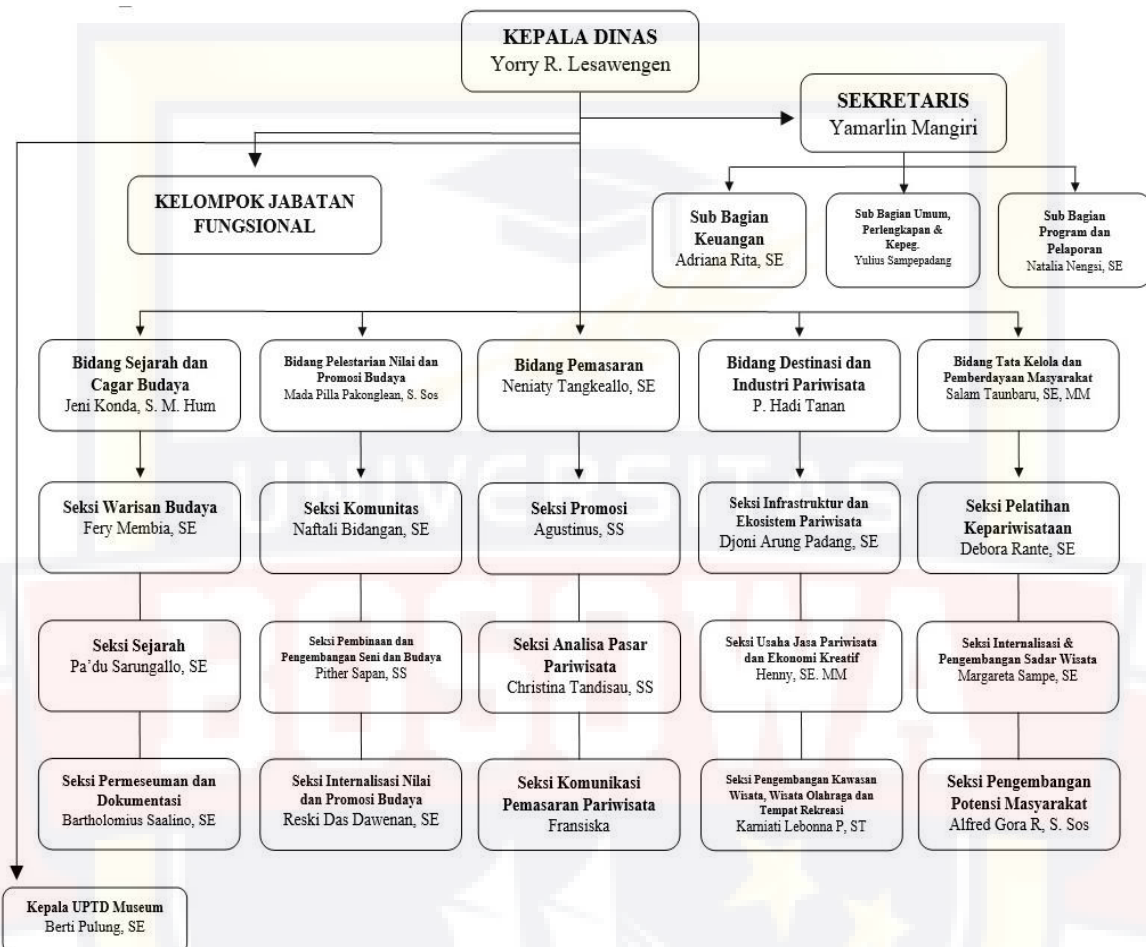 KEPALA DINAS
Yorry R. Lesawengen
SEKRETARIS
Yamarlin Mangiri
KELOMPOK JABATAN
FUNGSIONAL
Sub Bagian
Keuangan
Adriana Rita, SE
Sub Bagian Umum,
Perlengkapan &
Kepeg.
Yulius Sampepadang
Sub Bagian
Program dan
Pelaporan
Natalia Nengsi, SE
Bidang Sejarah dan
Cagar Budaya
Jeni Konda, S. M. Hum
Bidang Pelestarian Nilai dan
Promosi Budaya
Mada Pilla Pakonglean, S. Sos
Bidang Pemasaran
Neniaty Tangkeallo, SE
Bidang Destinasi dan
Industri Pariwisata
P. Hadi Tanan
Bidang Tata Kelola dan
Pemberdayaan Masyarakat
Salam Taunbaru, SE, MM
UNIVERSITAS
Seksi Warisan Budaya
Fery Membia, SE
Seksi Komunitas
Naftali Bidangan, SE
Seksi Promosi
Agustinus, SS
Seksi Infrastruktur dan
Ekosistem Pariwisata
Djoni Arung Padang, SE
Seksi Pelatihan
Kepariwisataan
Debora Rante, SE
BOSOWA
Seksi Sejarah
Pa'du Sarungallo, SE
Seksi Pembinaan dan
Pengembangan Seni dan Budaya
Pither Sapan, SS
Seksi Analisa Pasar
Pariwisata
Christina Tandisau, SS
Seksi Usaha Jasa Pariwisata
dan Ekonomi Kreatif
Henny, SE. MM
Seksi Internalisasi &
Pengembangan Sadar Wisata
Margareta Sampe, SE
Seksi Permeseuman dan
Dokumentasi
Bartholomius Saalino, SE
Seksi Internalisasi Nilai
dan Promosi Budaya
Reski Das Dawenan, SE
Seksi Komunikasi
Pemasaran Pariwisata
Fransiska
Seksi Pengembangan Kawasan
Wisata, Wisata Olahraga dan
Tempat Rekreasi
Karniati Lebonna P, ST
Seksi Pengembangan
Potensi Masyarakat
Alfred Gora R, S. Sos
Kepala UPTD Museum
Berti Pulung, SE